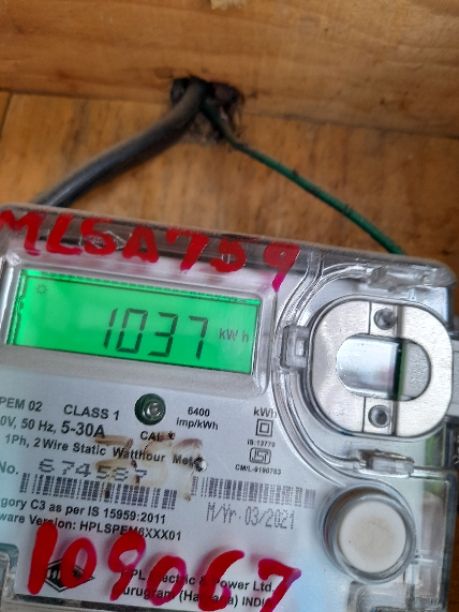 MLSA759
1037 kWh
PEM 02 CLASS 1 6400 imp/kWh kWh
0V, 50 Hz, 5-30A CAL
IS:13779
1Ph, 2 Wire Static Watthour Meter
CM/L-9190783
No. 674587
gory C3 as per IS 15959:2011
M/Yr- 03/2021
ware Version: HPLSPEM6XXX01
109067
PL Electric & Power Ltd
urugram (Haryana) INDI